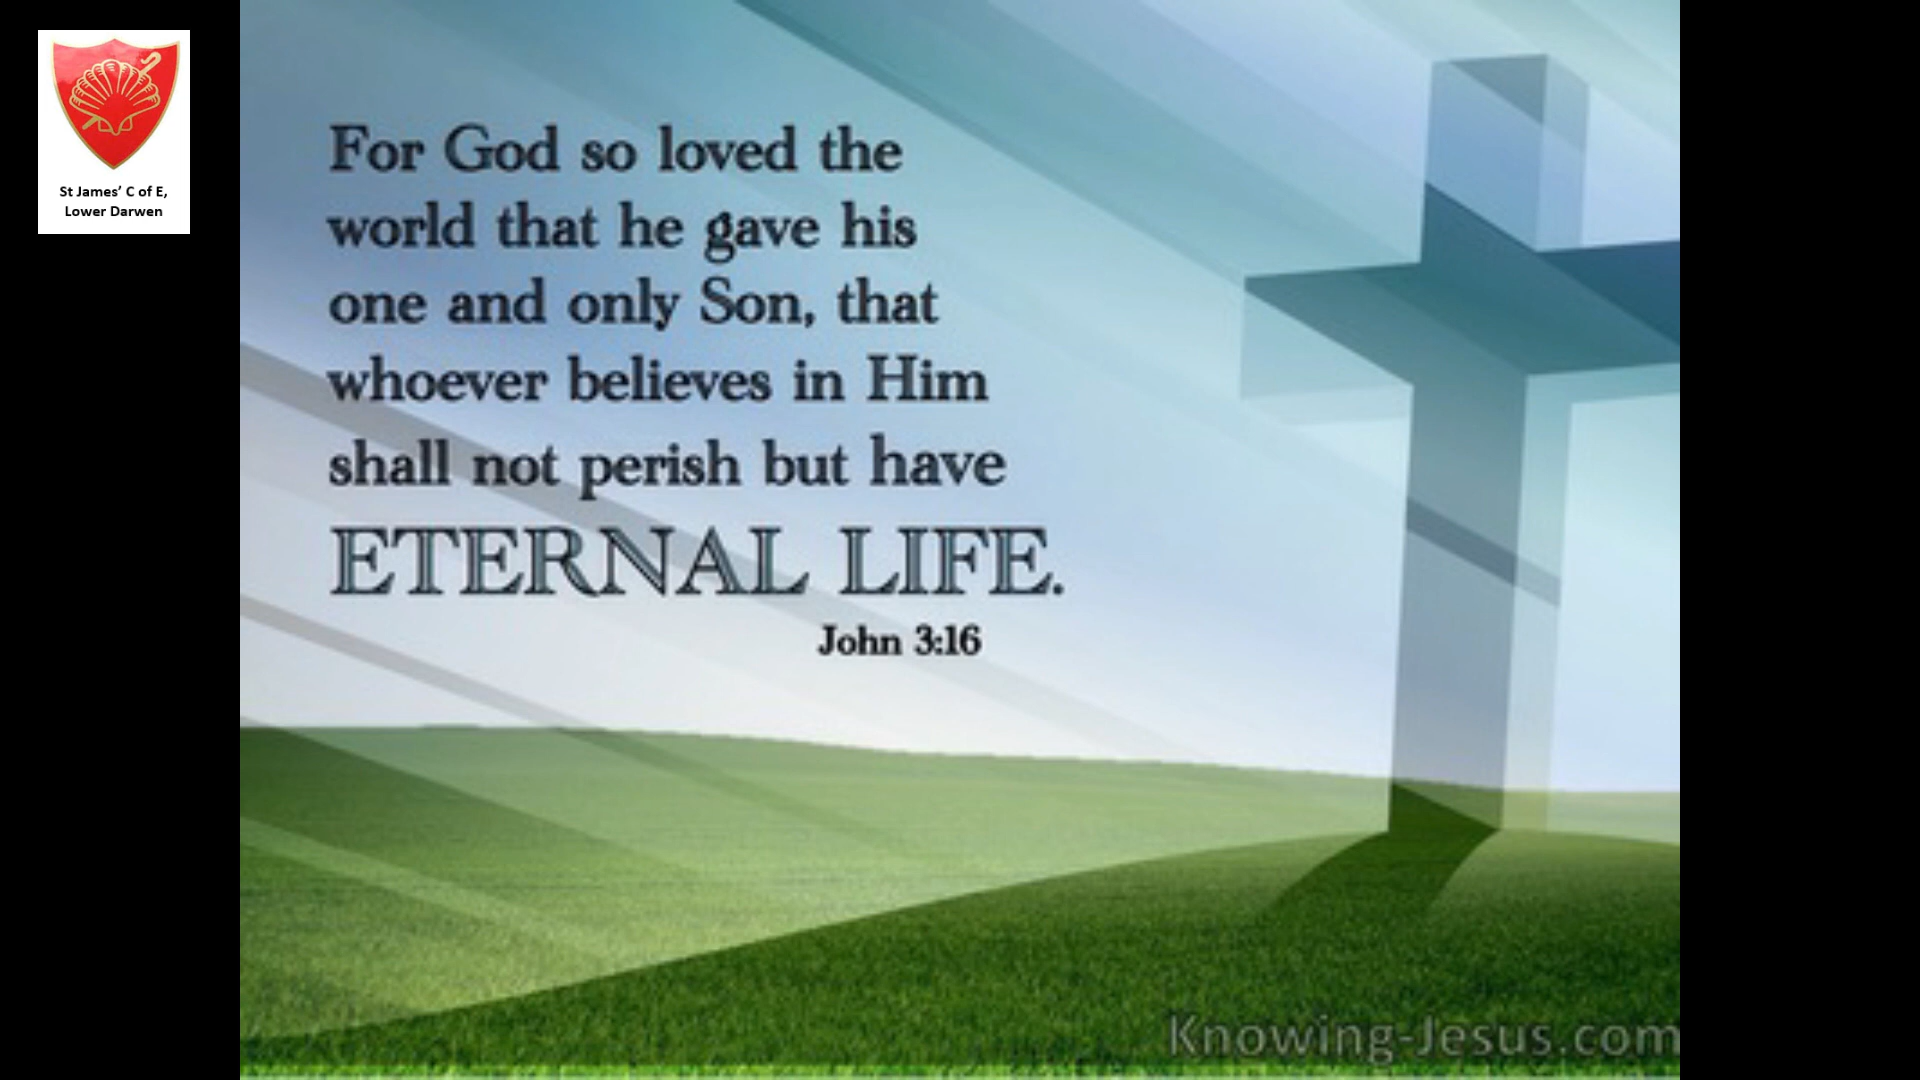 St James’ C of E,
Lower Darwen
For God so loved the
world that he gave his
one and only Son, that
whoever believes in Him
shall not perish but have
ETERNAL LIFE.
John 3:16
Knowing-Jesus.com